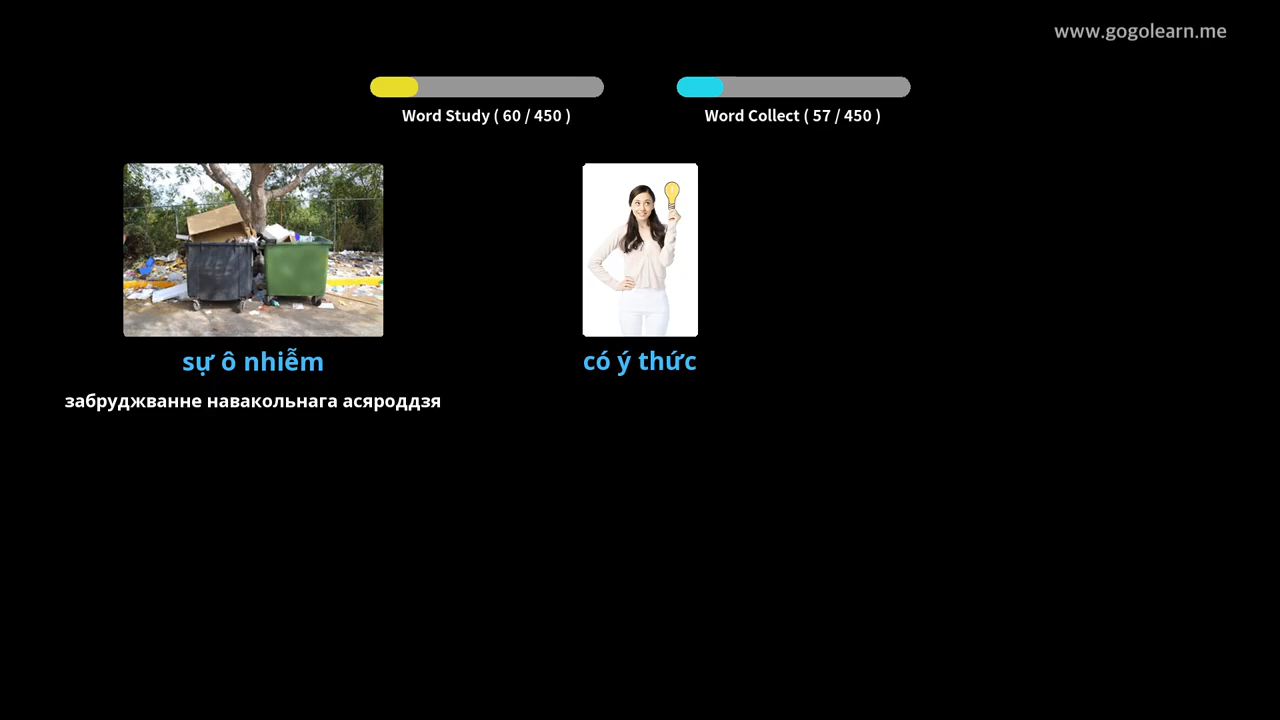 www.gogolearn.me
Word Study ( 60 / 450 )
Word Collect ( 57 / 450 )
sự ô nhiễm
забруджванне навакольнага асяроддзя
có ý thức